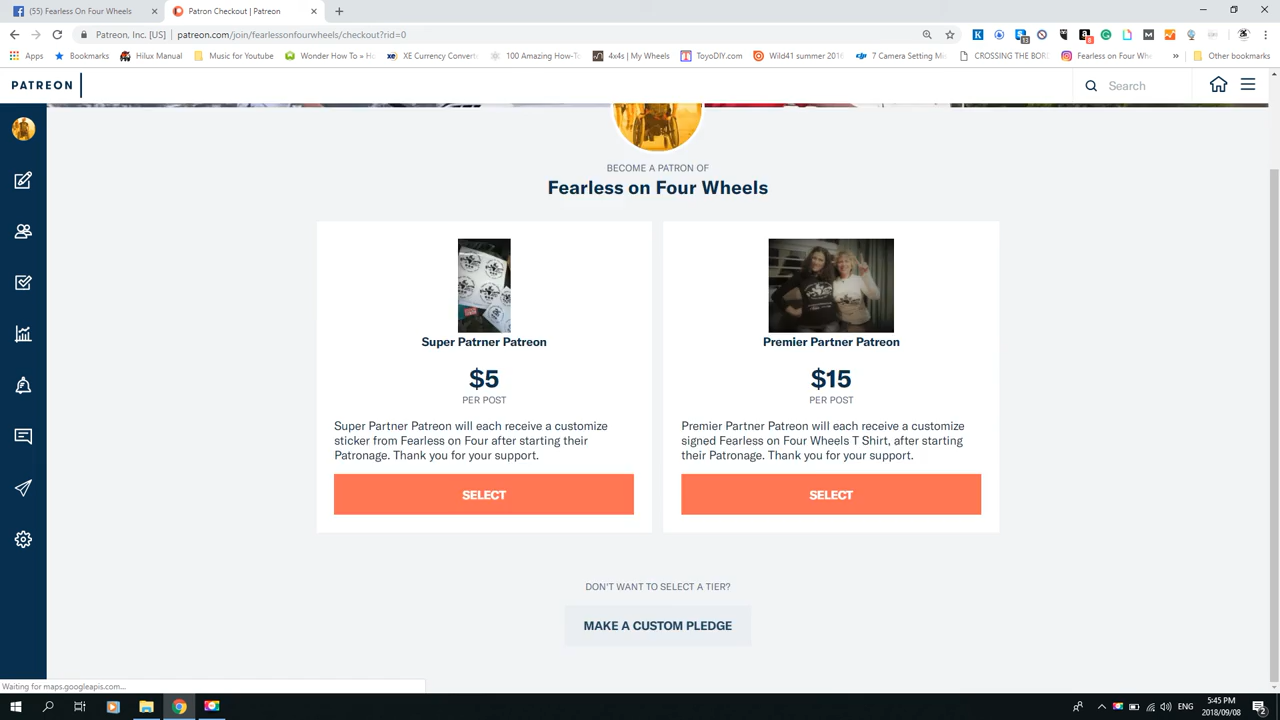 (55) Fearless On Four Wheels
Patron Checkout | Patreon
Patreon, Inc. [US] | patreon.com/join/fearlessonfourwheels/checkout?rid=0
Apps Bookmarks Hilux Manual Music for Youtube Wonder How To » H XE Currency Convert 100 Amazing How-To 4x4s | My Wheels ToyoDIY.com Wild41 summer 2016 7 Camera Setting Mi CROSSING THE BOR Fearless on Four Whe » Other bookmarks
PATREON
Search
BECOME A PATRON OF
Fearless on Four Wheels
Super Patrner Patreon
$5
PER POST
Super Partner Patreon will each receive a customize
sticker from Fearless on Four after starting their
Patronage. Thank you for your support.
SELECT
Premier Partner Patreon
$15
PER POST
Premier Partner Patreon will each receive a customize
signed Fearless on Four Wheels T Shirt, after starting
their Patronage. Thank you for your support.
SELECT
DON'T WANT TO SELECT A TIER?
MAKE A CUSTOM PLEDGE
Waiting for maps.googleapis.com...
ENG
5:45 PM
2018/09/08
2